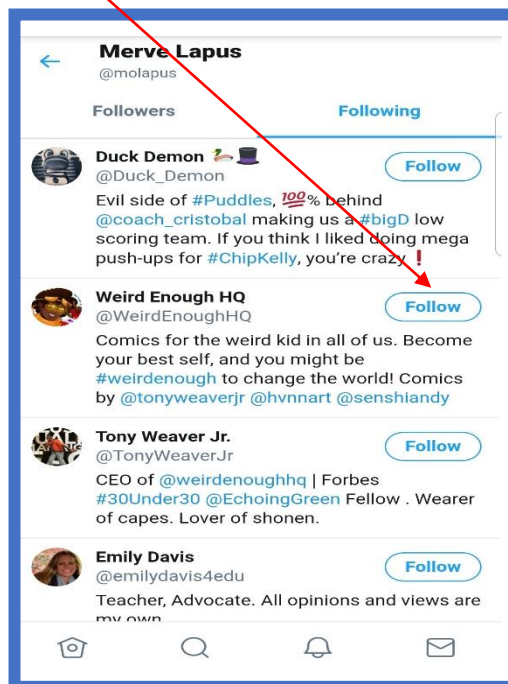 Merve Lapus
@molapus
Followers Following
Duck Demon 🦆🎩
@Duck_Demon
Follow
Evil side of #Puddles, 💯% behind
@coach_cristobal making us a #bigD low
scoring team. If you think I liked doing mega
push-ups for #ChipKelly, you're crazy❗
Weird Enough HQ
@WeirdEnoughHQ
Follow
Comics for the weird kid in all of us. Become
your best self, and you might be
#weirdenough to change the world! Comics
by @tonyweaverjr @hvnnart @senshiandy
Tony Weaver Jr.
@TonyWeaverJr
Follow
CEO of @weirdenoughhq | Forbes
#30Under30 @EchoingGreen Fellow . Wearer
of capes. Lover of shonen.
Emily Davis
@emilydavis4edu
Follow
Teacher, Advocate. All opinions and views are
my own